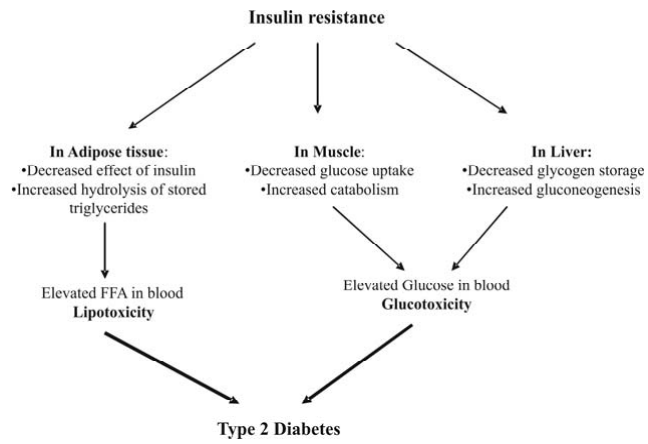 Insulin resistance
In Adipose tissue:
•Decreased effect of insulin
•Increased hydrolysis of stored
triglycerides
In Muscle:
•Decreased glucose uptake
•Increased catabolism
In Liver:
•Decreased glycogen storage
•Increased gluconeogenesis
Elevated FFA in blood
Lipotoxicity
Elevated Glucose in blood
Glucotoxicity
Type 2 Diabetes